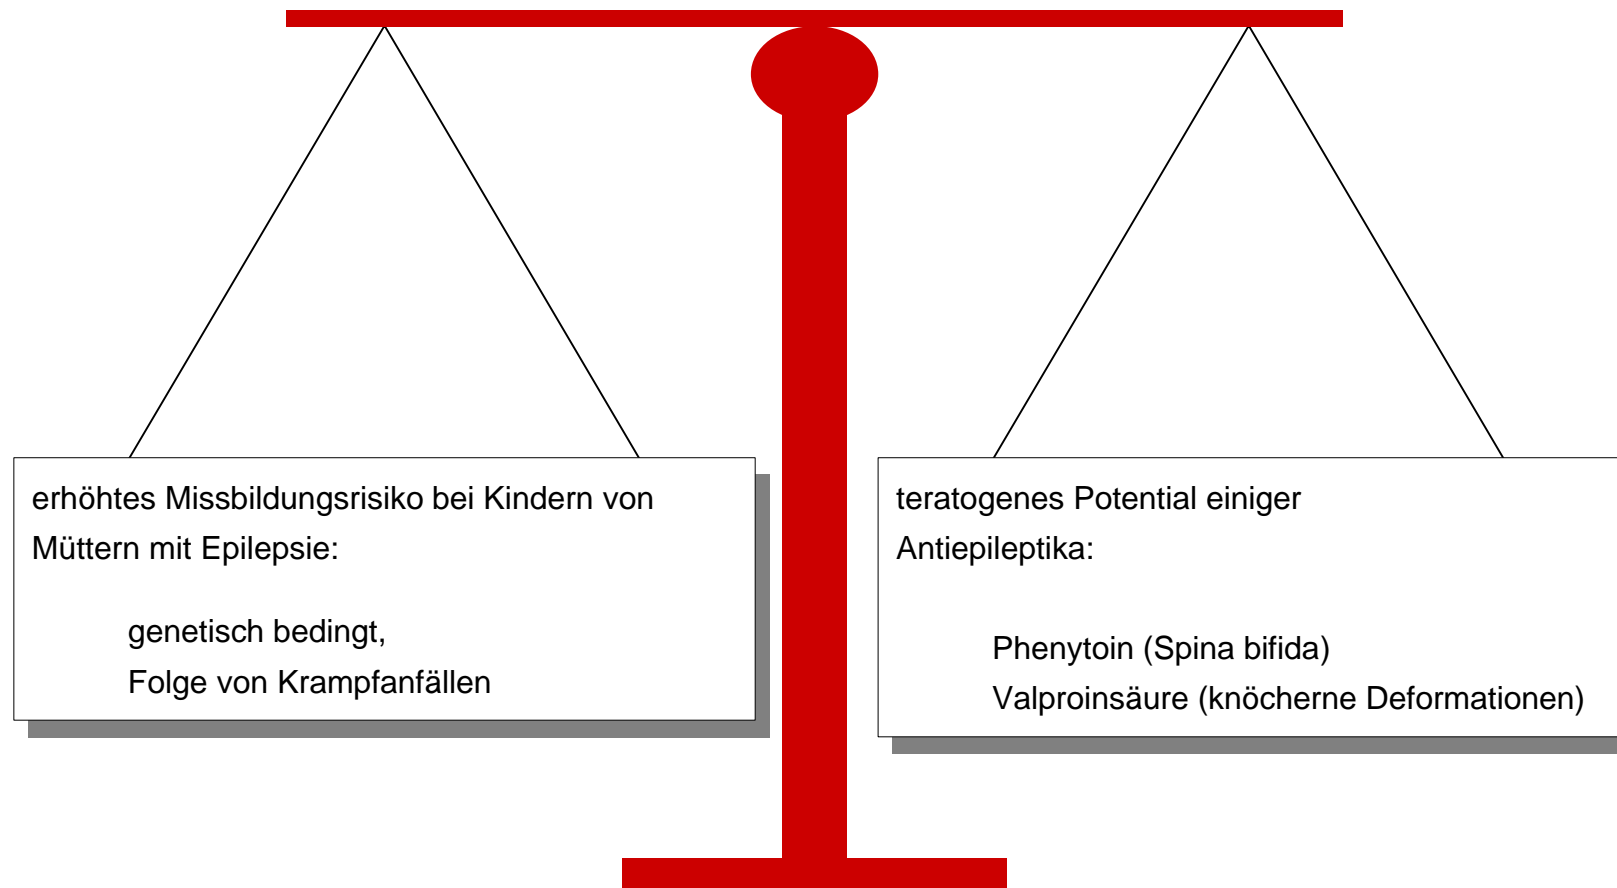 erhöhtes Missbildungsrisiko bei Kindern von
Müttern mit Epilepsie:
genetisch bedingt,
Folge von Krampfanfällen
teratogenes Potential einiger
Antiepileptika:
Phenytoin (Spina bifida)
Valproinsäure (knöcherne Deformationen)